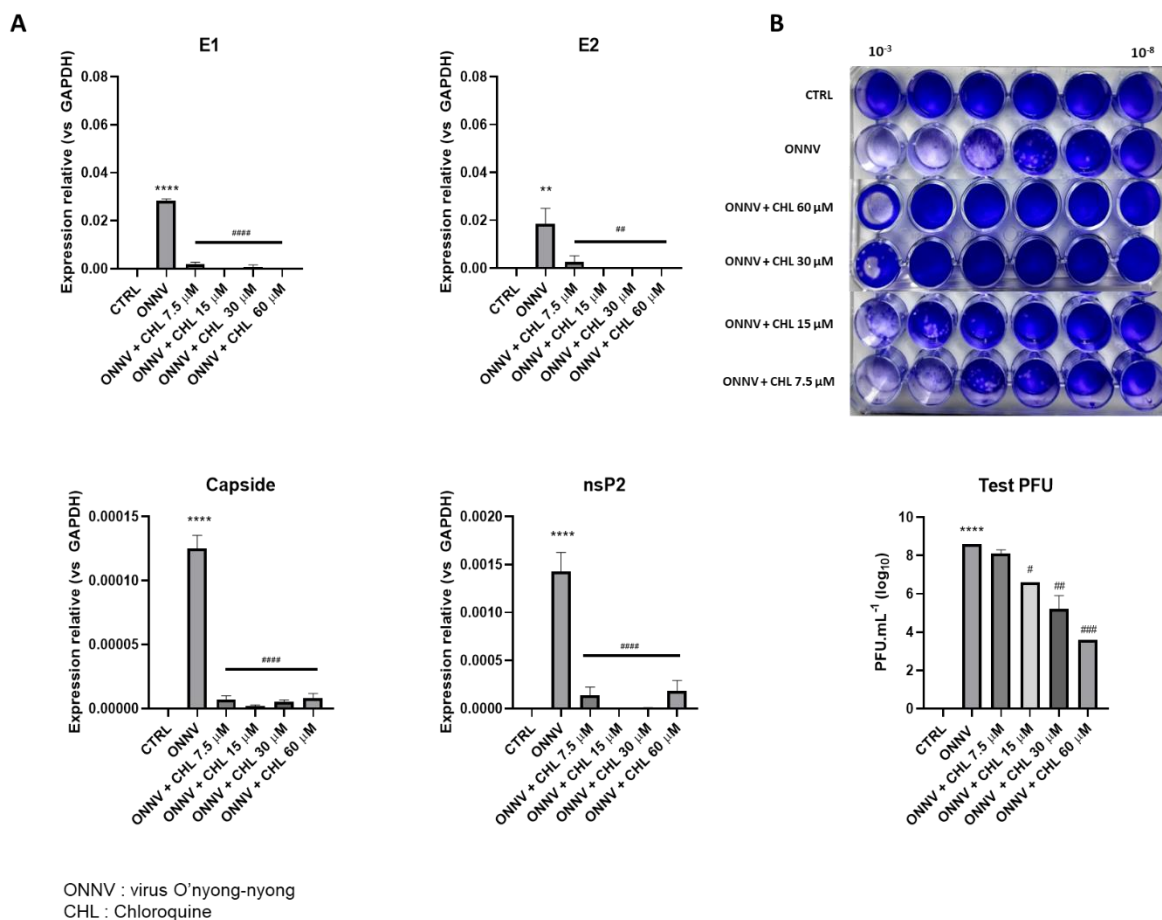 A
E1
Expression relative (vs GAPDH)
0.08
0.06
0.04
0.02
0.00
****
####
CTRL
ONNV
ONNV + CHL 7.5 µM
ONNV + CHL 15 µM
ONNV + CHL 30 µM
ONNV + CHL 60 µM
E2
Expression relative (vs GAPDH)
0.08
0.06
0.04
0.02
0.00
**
##
CTRL
ONNV
ONNV + CHL 7.5 µM
ONNV + CHL 15 µM
ONNV + CHL 30 µM
ONNV + CHL 60 µM
B
10⁻³ 10⁻⁸
CTRL
ONNV
ONNV + CHL 60 µM
ONNV + CHL 30 µM
ONNV + CHL 15 µM
ONNV + CHL 7.5 µM
Capside
Expression relative (vs GAPDH)
0.00015
0.00010
0.00005
0.00000
****
####
CTRL
ONNV
ONNV + CHL 7.5 µM
ONNV + CHL 15 µM
ONNV + CHL 30 µM
ONNV + CHL 60 µM
nsP2
Expression relative (vs GAPDH)
0.0020
0.0015
0.0010
0.0005
0.0000
****
####
CTRL
ONNV
ONNV + CHL 7.5 µM
ONNV + CHL 15 µM
ONNV + CHL 30 µM
ONNV + CHL 60 µM
Test PFU
PFU.mL⁻¹ (log₁₀)
10
8
6
4
2
0
****
#
##
###
CTRL
ONNV
ONNV + CHL 7.5 µM
ONNV + CHL 15 µM
ONNV + CHL 30 µM
ONNV + CHL 60 µM
ONNV : virus O'nyong-nyong
CHL : Chloroquine